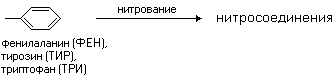 нитрование
нитросоединения
фенилаланин (ФЕН),
тирозин (ТИР),
триптофан (ТРИ)